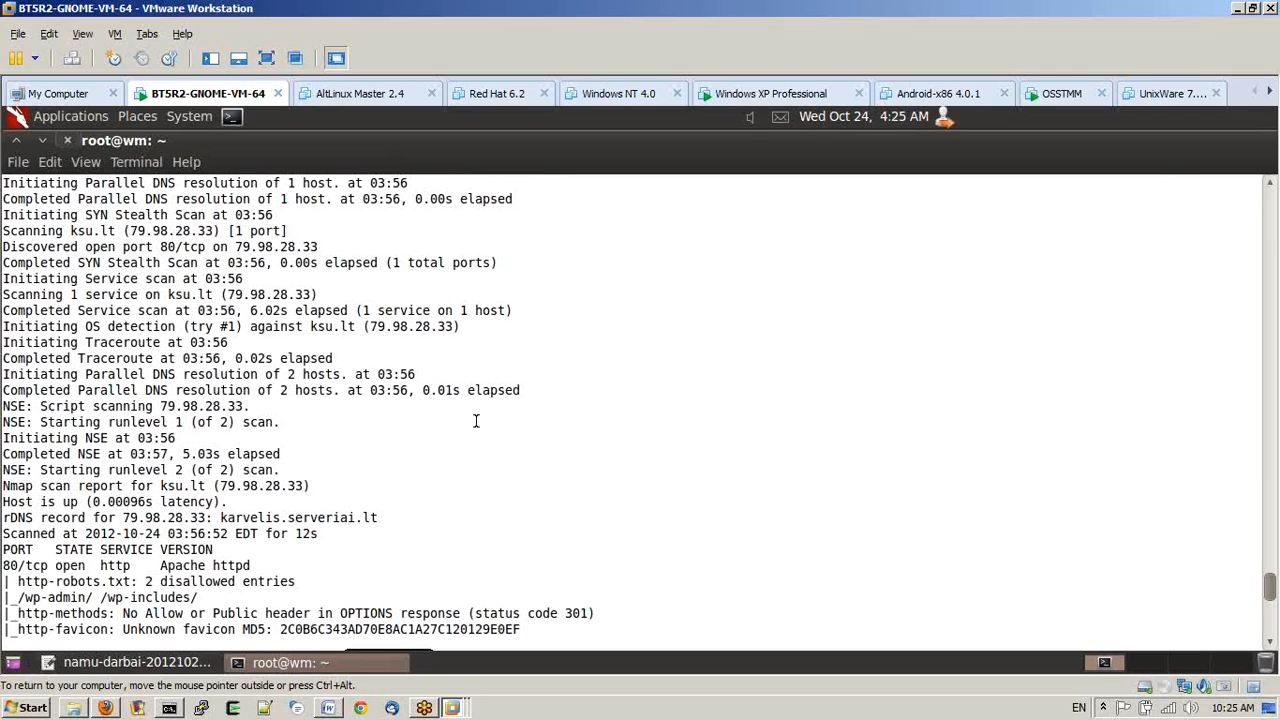 BT5R2-GNOME-VM-64 - VMware Workstation
File Edit View VM Tabs Help
My Computer BT5R2-GNOME-VM-64 AltLinux Master 2.4 Red Hat 6.2 Windows NT 4.0 Windows XP Professional Android-x86 4.0.1 OSSTMM UnixWare 7....
Applications Places System Wed Oct 24, 4:25 AM
root@wm: ~
File Edit View Terminal Help
Initiating Parallel DNS resolution of 1 host. at 03:56
Completed Parallel DNS resolution of 1 host. at 03:56, 0.00s elapsed
Initiating SYN Stealth Scan at 03:56
Scanning ksu.lt (79.98.28.33) [1 port]
Discovered open port 80/tcp on 79.98.28.33
Completed SYN Stealth Scan at 03:56, 0.00s elapsed (1 total ports)
Initiating Service scan at 03:56
Scanning 1 service on ksu.lt (79.98.28.33)
Completed Service scan at 03:56, 6.02s elapsed (1 service on 1 host)
Initiating OS detection (try #1) against ksu.lt (79.98.28.33)
Initiating Traceroute at 03:56
Completed Traceroute at 03:56, 0.02s elapsed
Initiating Parallel DNS resolution of 2 hosts. at 03:56
Completed Parallel DNS resolution of 2 hosts. at 03:56, 0.01s elapsed
NSE: Script scanning 79.98.28.33.
NSE: Starting runlevel 1 (of 2) scan.
Initiating NSE at 03:56
Completed NSE at 03:57, 5.03s elapsed
NSE: Starting runlevel 2 (of 2) scan.
Nmap scan report for ksu.lt (79.98.28.33)
Host is up (0.00096s latency).
rDNS record for 79.98.28.33: karvelis.serveriai.lt
Scanned at 2012-10-24 03:56:52 EDT for 12s
PORT STATE SERVICE VERSION
80/tcp open http Apache httpd
| http-robots.txt: 2 disallowed entries
|_/wp-admin/ /wp-includes/
|_http-methods: No Allow or Public header in OPTIONS response (status code 301)
|_http-favicon: Unknown favicon MD5: 2C0B6C343AD70E8AC1A27C120129E0EF
namu-darbai-2012102... root@wm: ~
To return to your computer, move the mouse pointer outside or press Ctrl+Alt.
Start EN 10:25 AM